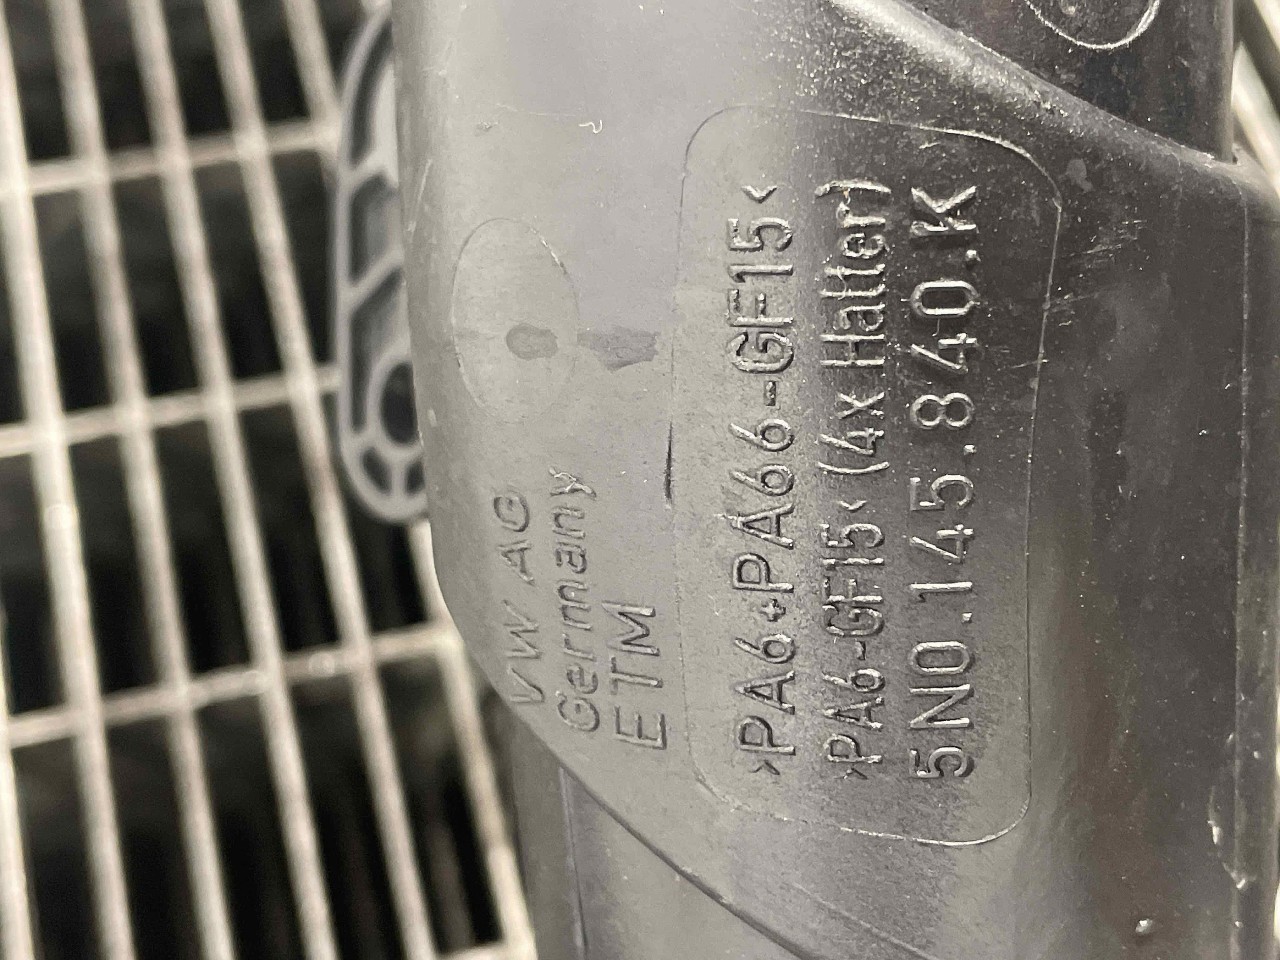 VW AG
Germany
ETM
>PA6+PA66-GF15<
>PA6-GF15< (4x Halter)
5N0.145.840.K